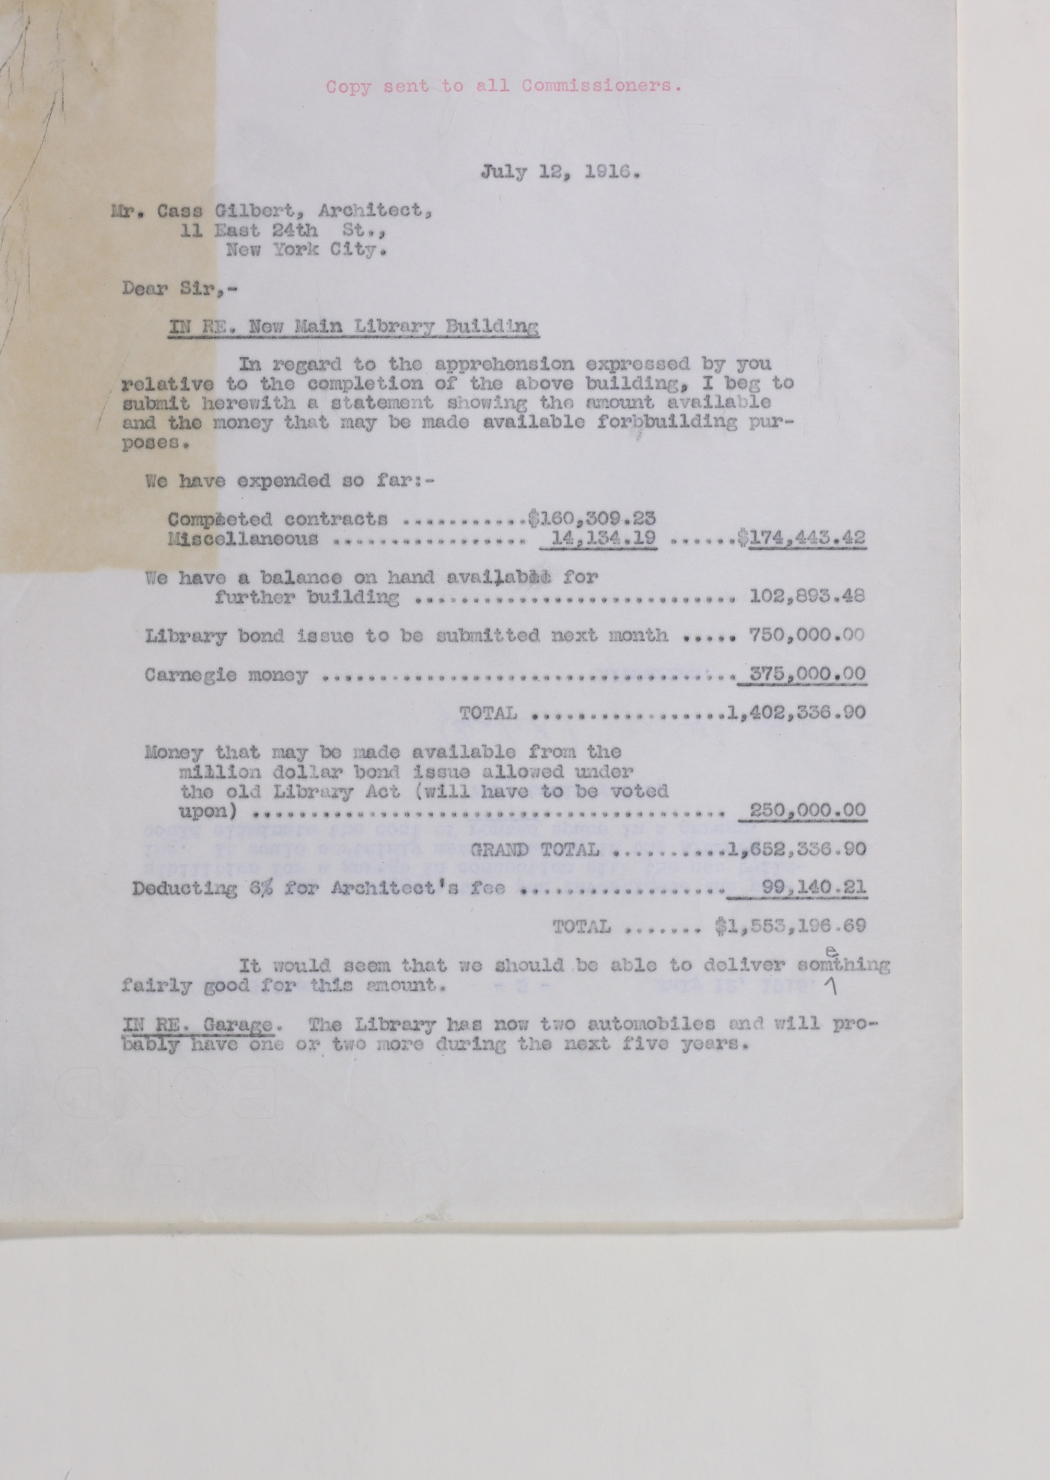 Copy sent to all Commissioners.
July 12, 1916.
Mr. Cass Gilbert, Architect,
11 East 24th St.,
New York City.
Dear Sir,-
IN RE. New Main Library Building
In regard to the apprehension expressed by you
relative to the completion of the above building, I beg to
submit herewith a statement showing the amount available
and the money that may be made available forbbuilding pur-
poses.
We have expended so far:-
Completed contracts ...........$160,309.23
Miscellaneous ................. 14,134.19 ......$174,443.42
We have a balance on hand available for
further building ............................ 102,893.48
Library bond issue to be submitted next month ..... 750,000.00
Carnegie money .................................... 375,000.00
TOTAL .................1,402,336.90
Money that may be made available from the
million dollar bond issue allowed under
the old Library Act (will have to be voted
upon) ......................................... 250,000.00
GRAND TOTAL ..........1,652,336.90
Deducting 6% for Architect's fee .................. 99,140.21
TOTAL ....... $1,553,196.69
It would seem that we should be able to deliver something
fairly good for this amount.
IN RE. Garage. The Library has now two automobiles and will pro-
bably have one or two more during the next five years.